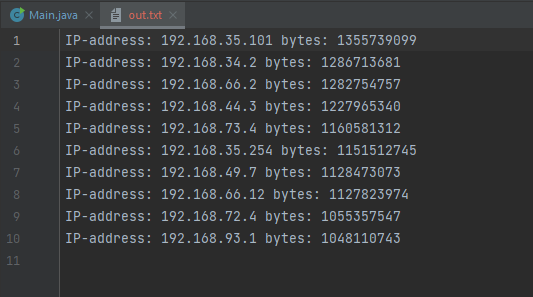 Main.java out.txt
1 IP-address: 192.168.35.101 bytes: 1355739099
2 IP-address: 192.168.34.2 bytes: 1286713681
3 IP-address: 192.168.66.2 bytes: 1282754757
4 IP-address: 192.168.44.3 bytes: 1227965340
5 IP-address: 192.168.73.4 bytes: 1160581312
6 IP-address: 192.168.35.254 bytes: 1151512745
7 IP-address: 192.168.49.7 bytes: 1128473073
8 IP-address: 192.168.66.12 bytes: 1127823974
9 IP-address: 192.168.72.4 bytes: 1055357547
10 IP-address: 192.168.93.1 bytes: 1048110743
11